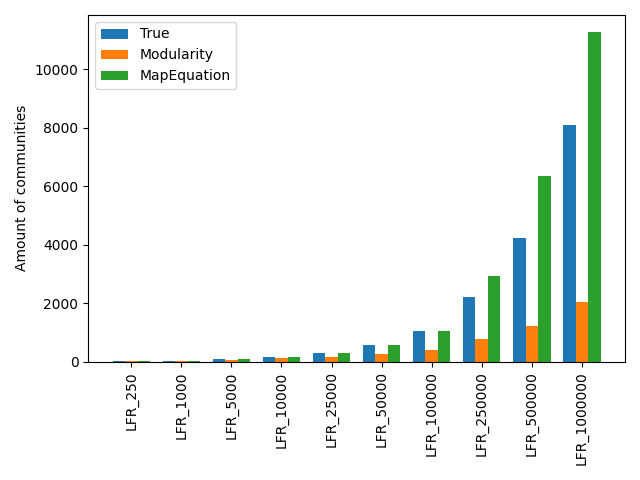 True
Modularity
MapEquation
Amount of communities
10000
8000
6000
4000
2000
0
LFR_250
LFR_1000
LFR_5000
LFR_10000
LFR_25000
LFR_50000
LFR_100000
LFR_250000
LFR_500000
LFR_1000000